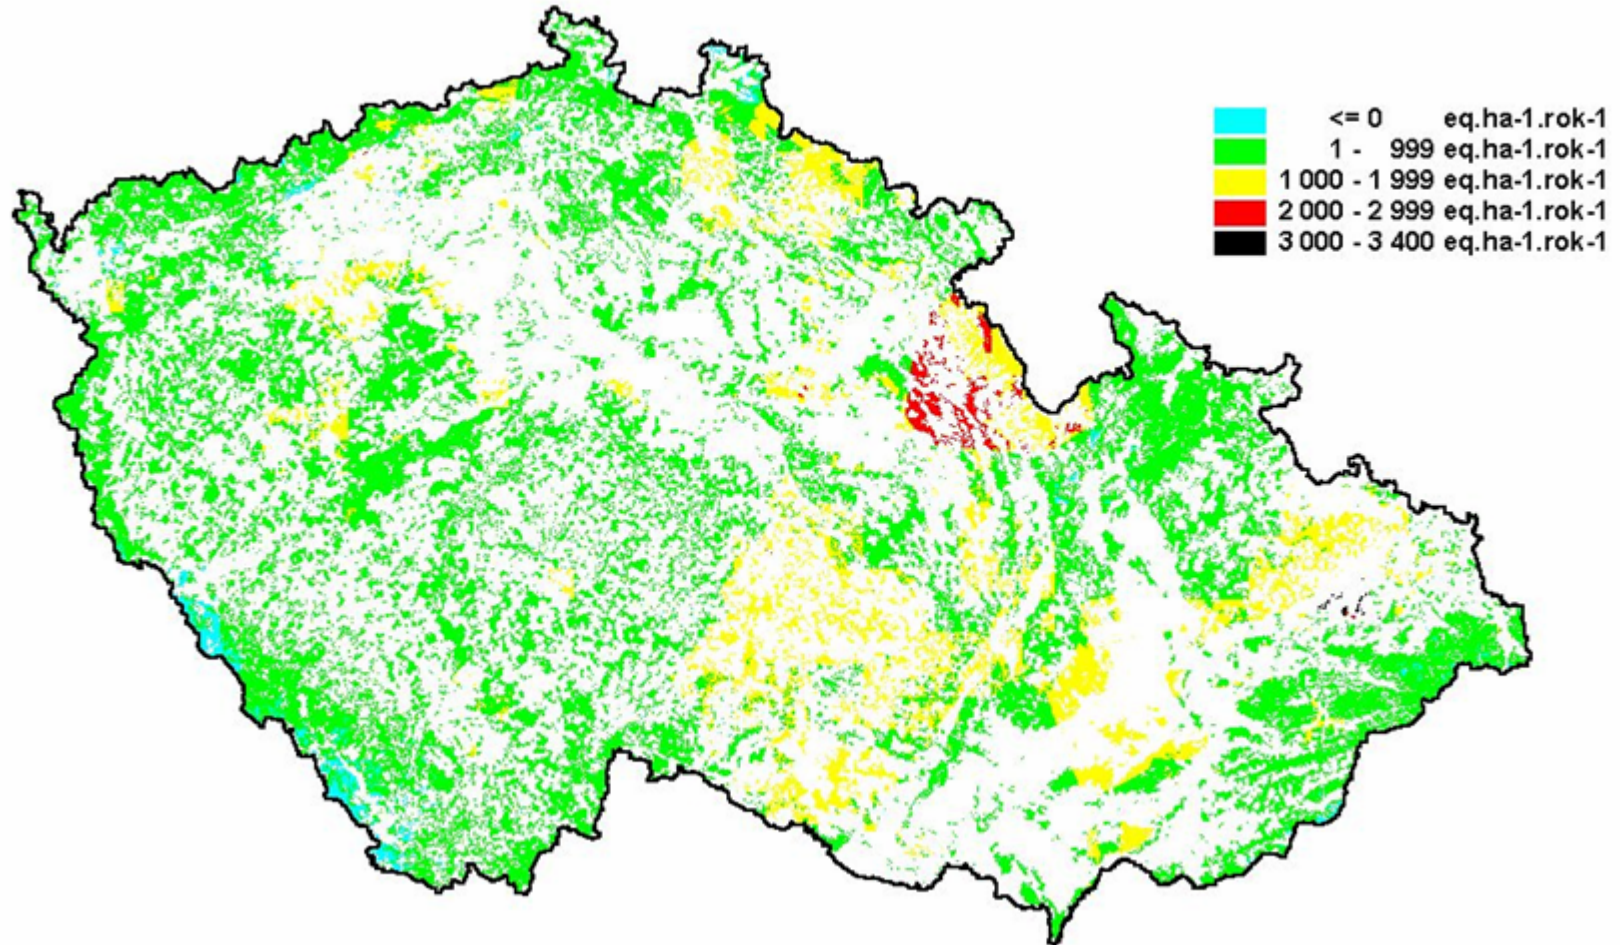 <= 0 eq.ha-1.rok-1
1 - 999 eq.ha-1.rok-1
1 000 - 1 999 eq.ha-1.rok-1
2 000 - 2 999 eq.ha-1.rok-1
3 000 - 3 400 eq.ha-1.rok-1